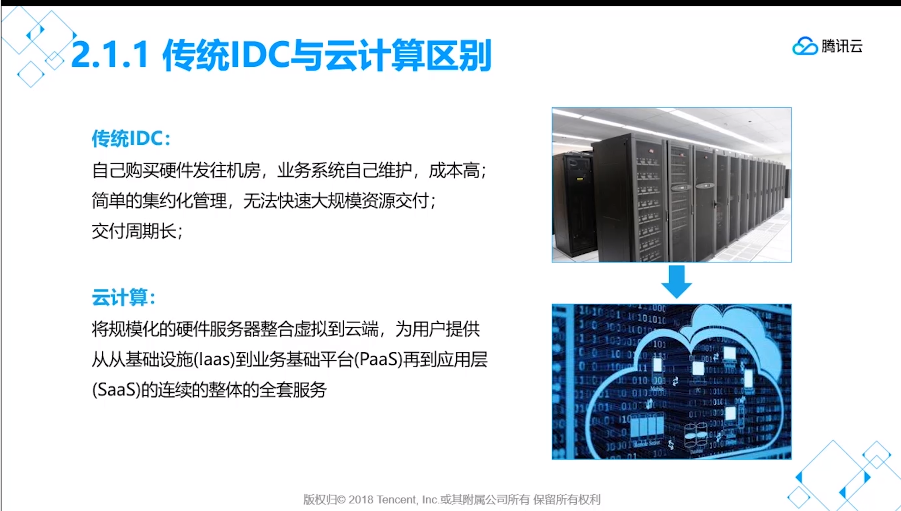 2.1.1 传统IDC与云计算区别
腾讯云
传统IDC：
自己购买硬件发往机房，业务系统自己维护，成本高；
简单的集约化管理，无法快速大规模资源交付；
交付周期长；
云计算：
将规模化的硬件服务器整合虚拟到云端，为用户提供
从从基础设施(Iaas)到业务基础平台(PaaS)再到应用层
(SaaS)的连续的整体的全套服务
版权归© 2018 Tencent, Inc 或其附属公司所有 保留所有权利